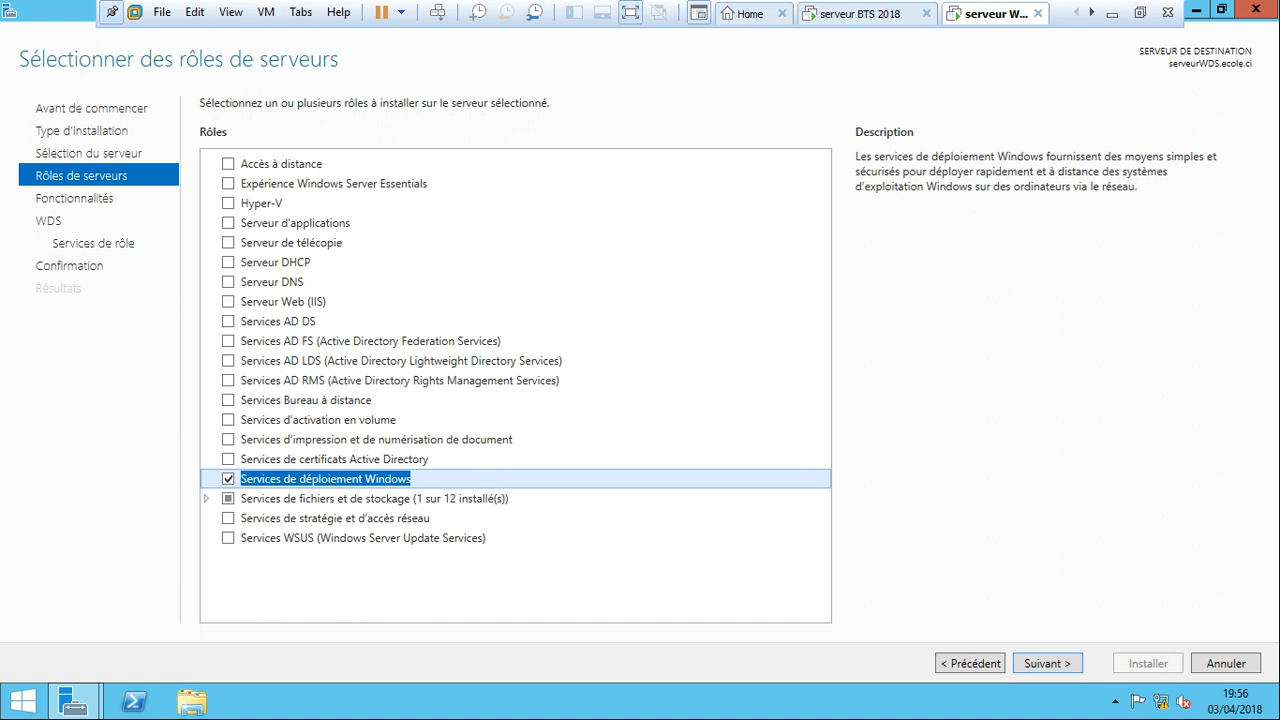 File Edit View VM Tabs Help Home serveur BTS 2018 serveur W...
Sélectionner des rôles de serveurs
SERVEUR DE DESTINATION
serveurWDS.ecole.ci
Avant de commencer
Type d'installation
Sélection du serveur
Rôles de serveurs
Fonctionnalités
WDS
Services de rôle
Confirmation
Résultats
Sélectionnez un ou plusieurs rôles à installer sur le serveur sélectionné.
Rôles
Accès à distance
Expérience Windows Server Essentials
Hyper-V
Serveur d'applications
Serveur de télécopie
Serveur DHCP
Serveur DNS
Serveur Web (IIS)
Services AD DS
Services AD FS (Active Directory Federation Services)
Services AD LDS (Active Directory Lightweight Directory Services)
Services AD RMS (Active Directory Rights Management Services)
Services Bureau à distance
Services d'activation en volume
Services d'impression et de numérisation de document
Services de certificats Active Directory
Services de déploiement Windows
Services de fichiers et de stockage (1 sur 12 installé(s))
Services de stratégie et d'accès réseau
Services WSUS (Windows Server Update Services)
Description
Les services de déploiement Windows fournissent des moyens simples et
sécurisés pour déployer rapidement et à distance des systèmes
d'exploitation Windows sur des ordinateurs via le réseau.
< Précédent Suivant > Installer Annuler
19:56
03/04/2018